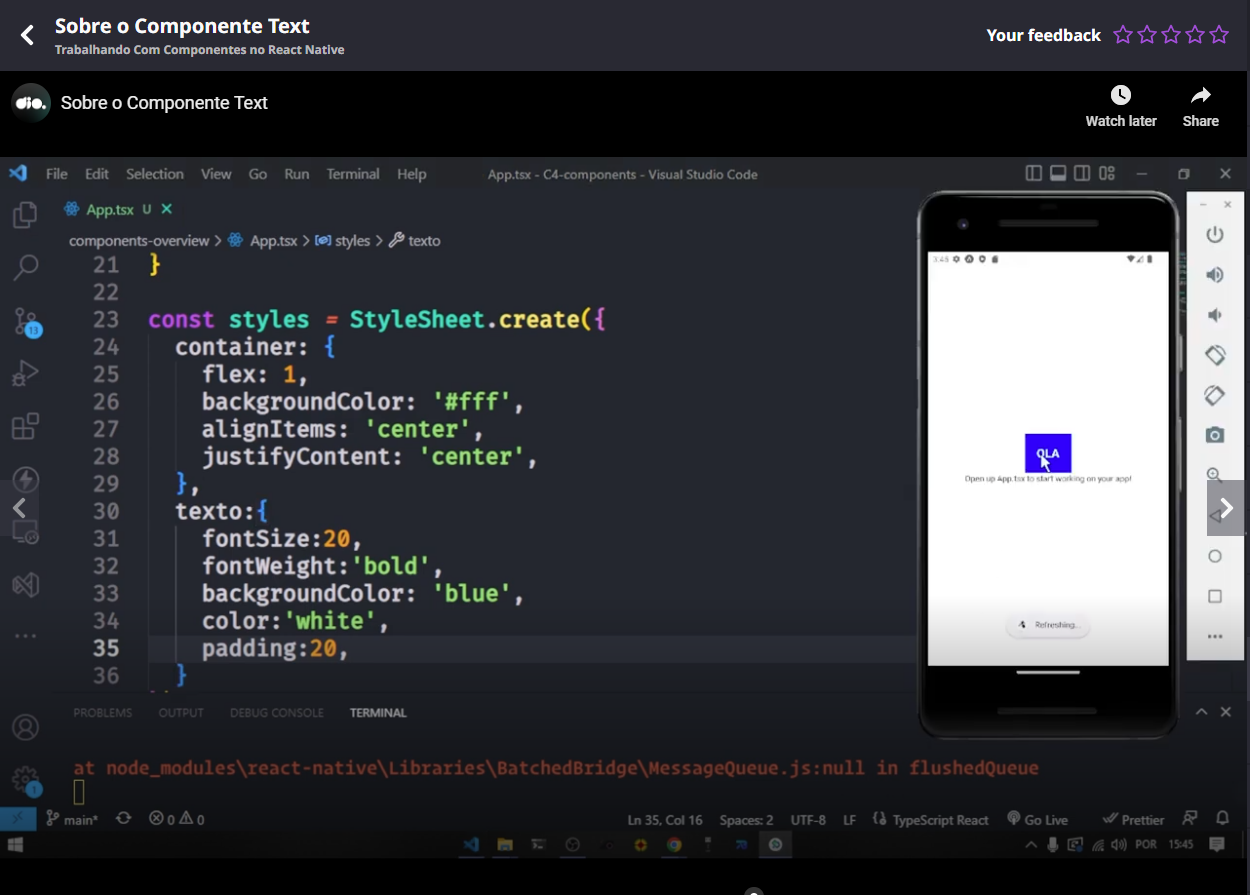 Sobre o Componente Text
Trabalhando Com Componentes no React Native
Your feedback
dio.
Sobre o Componente Text
Watch later
Share
File Edit Selection View Go Run Terminal Help
App.tsx - C4-components - Visual Studio Code
App.tsx U
components-overview > App.tsx > styles > texto
21 }
22
23 const styles = StyleSheet.create({
24 container: {
25 flex: 1,
26 backgroundColor: '#fff',
27 alignItems: 'center',
28 justifyContent: 'center',
29 },
30 texto:{
31 fontSize:20,
32 fontWeight:'bold',
33 backgroundColor: 'blue',
34 color:'white',
35 padding:20,
36 }
13
3:48
OLA
Open up App.tsx to start working on your app!
Refreshing...
PROBLEMS OUTPUT DEBUG CONSOLE TERMINAL
at node_modules\react-native\Libraries\BatchedBridge\MessageQueue.js:null in flushedQueue
1
main* 0 0
Ln 35, Col 16 Spaces: 2 UTF-8 LF TypeScript React Go Live Prettier
POR 15:45